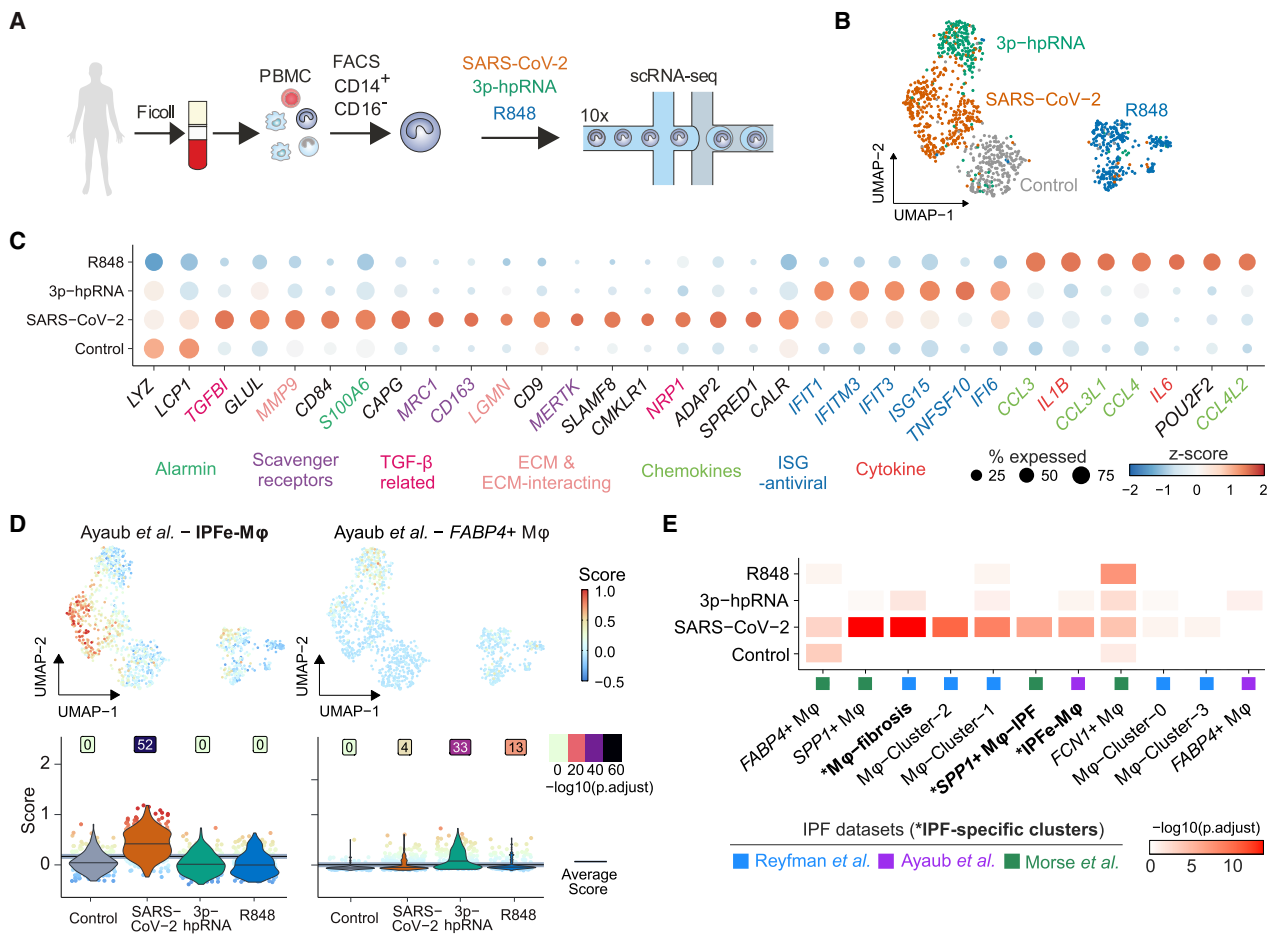 A
Ficoll
PBMC
FACS
CD14+
CD16-
SARS-CoV-2
3p-hpRNA
R848
scRNA-seq
10x
B
3p−hpRNA
SARS−CoV−2
R848
Control
UMAP−2
UMAP−1
C
R848
3p−hpRNA
SARS−CoV−2
Control
LYZ
LCP1
TGFBI
GLUL
MMP9
CD84
S100A6
CAPG
MRC1
CD163
LGMN
CD9
MERTK
SLAMF8
CMKLR1
NRP1
ADAP2
SPRED1
CALR
IFIT1
IFITM3
IFIT3
ISG15
TNFSF10
IFI6
CCL3
IL1B
CCL3L1
CCL4
IL6
POU2F2
CCL4L2
Alarmin
Scavenger
receptors
TGF-β
related
ECM &
ECM-interacting
Chemokines
ISG
-antiviral
Cytokine
% expessed
25 50 75
z-score
−2 −1 0 1 2
D
Ayaub et al. − IPFe-Mφ
Ayaub et al. − FABP4+ Mφ
UMAP−2
UMAP−1
UMAP−2
UMAP−1
Score
1.0
0.5
0.0
−0.5
0 52 0 0
0 4 33 13
0 20 40 60
−log10(p.adjust)
Score
2
1
0
Average
Score
Control
SARS−
CoV−2
3p−
hpRNA
R848
Control
SARS−
CoV−2
3p−
hpRNA
R848
E
R848
3p−hpRNA
SARS−CoV−2
Control
FABP4+ Mφ
SPP1+ Mφ
*Mφ−fibrosis
Mφ−Cluster−2
Mφ−Cluster−1
*SPP1+ Mφ-IPF
*IPFe-Mφ
FCN1+ Mφ
Mφ−Cluster−0
Mφ−Cluster−3
FABP4+ Mφ
IPF datasets (*IPF-specific clusters)
Reyfman et al. Ayaub et al. Morse et al.
−log10(p.adjust)
0 5 10